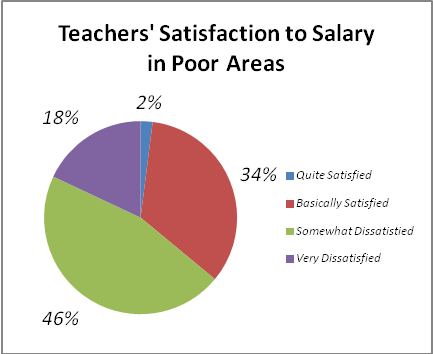 Teachers' Satisfaction to Salary
in Poor Areas
2%
18%
34%
46%
Quite Satisfied
Basically Satisfied
Somewhat Dissatistied
Very Dissatisfied